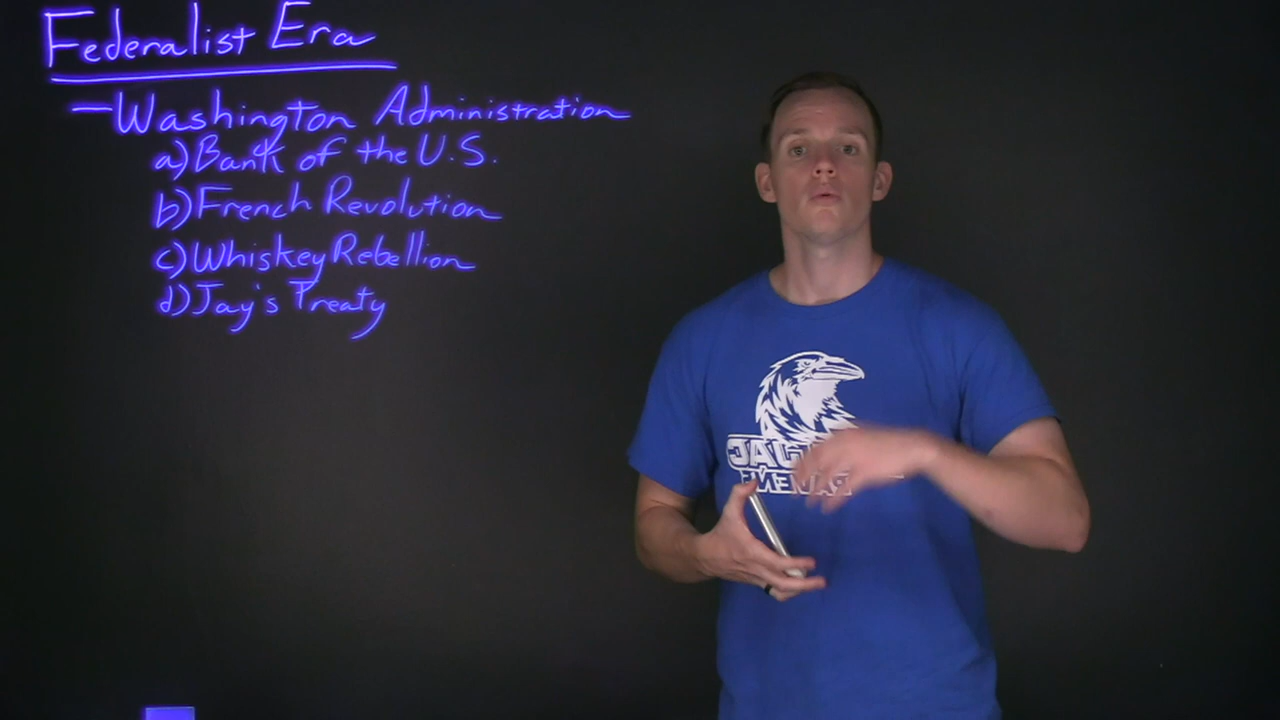 Federalist Era
- Washington Administration
a) Bank of the U.S.
b) French Revolution
c) Whiskey Rebellion
d) Jay's Treaty